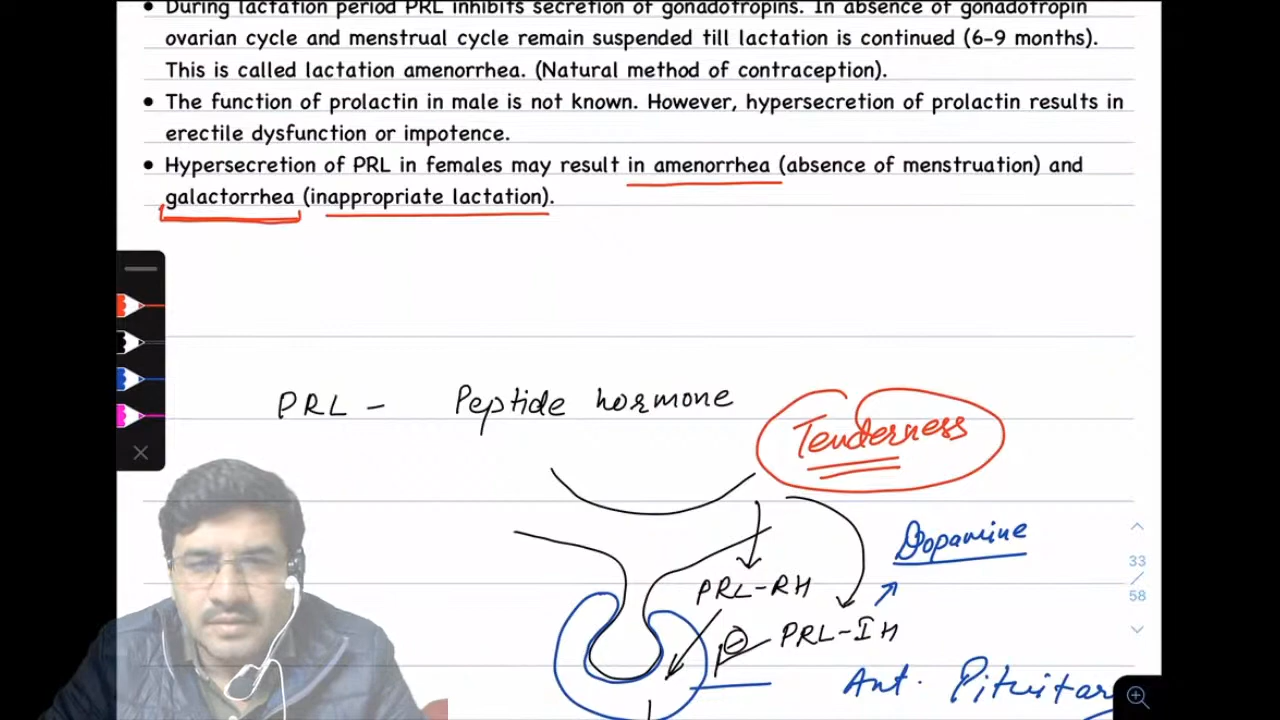 • During lactation period PRL inhibits secretion of gonadotropins. In absence of gonadotropin
ovarian cycle and menstrual cycle remain suspended till lactation is continued (6-9 months).
This is called lactation amenorrhea. (Natural method of contraception).
• The function of prolactin in male is not known. However, hypersecretion of prolactin results in
erectile dysfunction or impotence.
• Hypersecretion of PRL in females may result in amenorrhea (absence of menstruation) and
galactorrhea (inappropriate lactation).
PRL - Peptide hormone
Tenderness
Dopamine
PRL-RH
PRL-IH
Ant. Pituitar
33
/
58